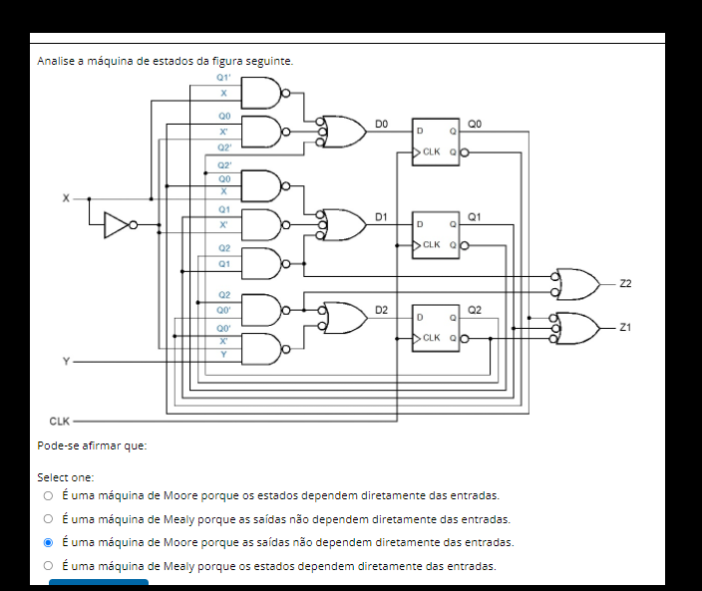 Analise a máquina de estados da figura seguinte.
Q1'
X
Q0
X'
Q2'
D0
Q0
D
Q
CLK
Q
Q2'
Q0
X
X
Q1
X'
D1
Q1
D
Q
CLK
Q
Q2
Q1
Z2
Q2
Q0'
D2
Q2
D
Q
CLK
Q
Q0'
X'
Y
Z1
Y
CLK
Pode-se afirmar que:
Select one:
É uma máquina de Moore porque os estados dependem diretamente das entradas.
É uma máquina de Mealy porque as saídas não dependem diretamente das entradas.
É uma máquina de Moore porque as saídas não dependem diretamente das entradas.
É uma máquina de Mealy porque os estados dependem diretamente das entradas.